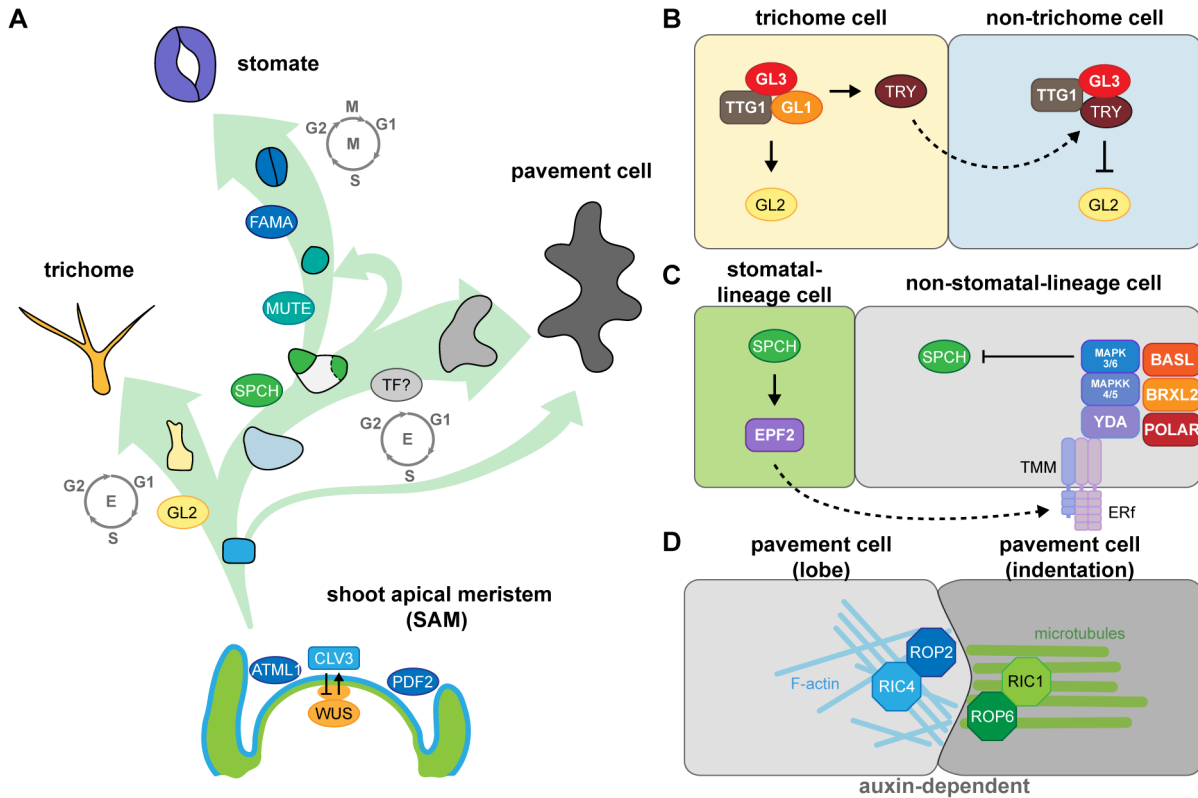 A
stomate
M
G2
G1
M
S
pavement cell
FAMA
trichome
MUTE
SPCH
TF?
G2
G1
E
S
G2
G1
E
S
GL2
shoot apical meristem
(SAM)
ATML1
CLV3
PDF2
WUS
B
trichome cell
non-trichome cell
GL3
TTG1
GL1
TRY
GL2
GL3
TTG1
TRY
GL2
C
stomatal-
lineage cell
non-stomatal-lineage cell
SPCH
EPF2
SPCH
MAPK
3/6
BASL
MAPKK
4/5
BRXL2
YDA
POLAR
TMM
ERf
D
pavement cell
(lobe)
pavement cell
(indentation)
microtubules
ROP2
F-actin
RIC4
RIC1
ROP6
auxin-dependent